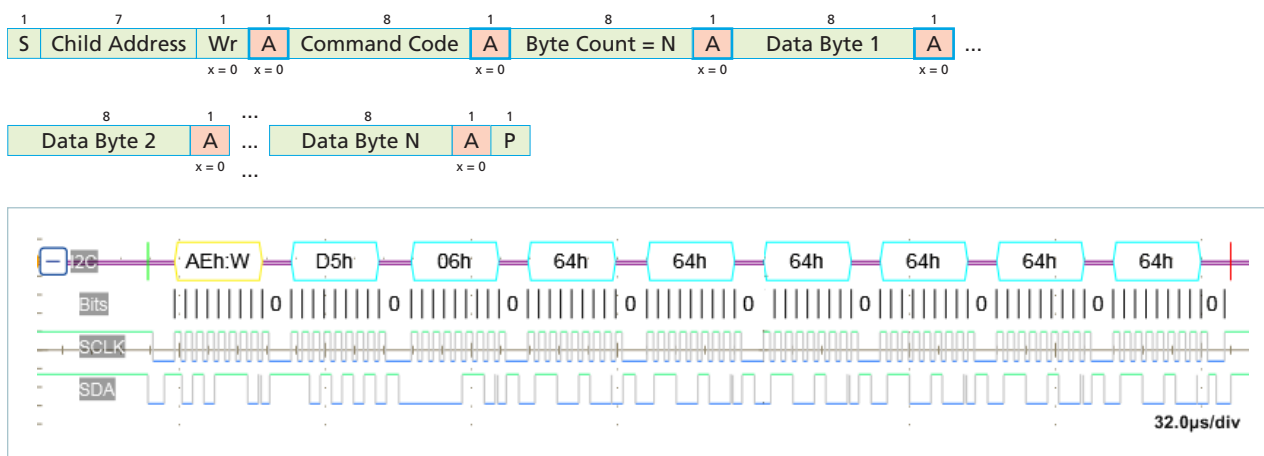 1 7 1 1 8 1 8 1 8 1
S Child Address Wr A Command Code A Byte Count = N A Data Byte 1 A ...
x = 0 x = 0 x = 0 x = 0 x = 0
8 1 ... 8 1 1
Data Byte 2 A ... Data Byte N A P
x = 0 ... x = 0
I2C AEh:W D5h 06h 64h 64h 64h 64h 64h 64h
Bits 0 0 0 0 0 0 0 0 0
SCLK
SDA
32.0µs/div